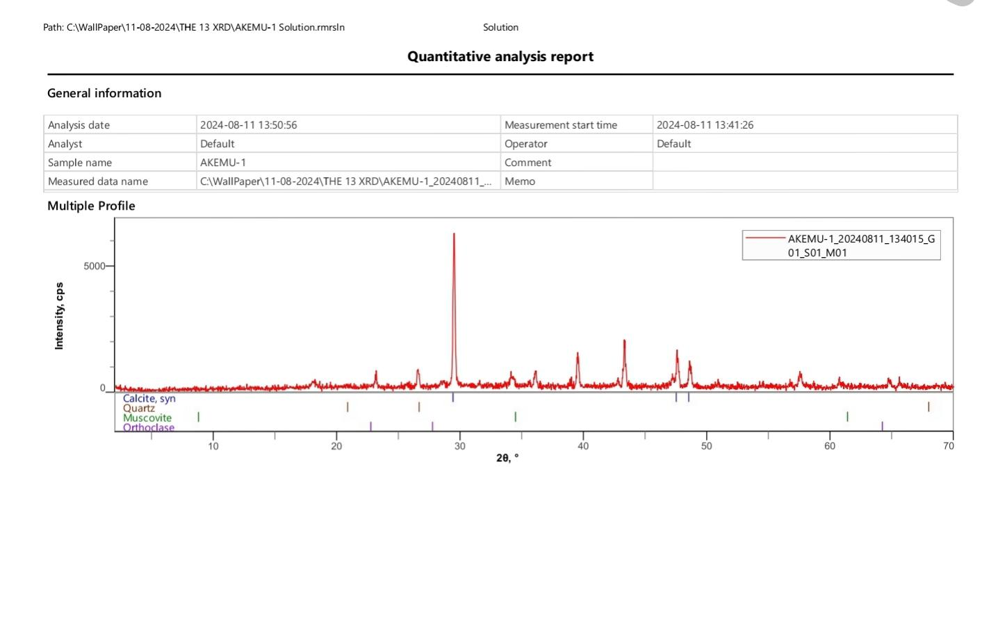 Path: C:\WallPaper\11-08-2024\THE 13 XRD\AKEMU-1 Solution.rmrsln Solution
Quantitative analysis report
General information
Analysis date 2024-08-11 13:50:56 Measurement start time 2024-08-11 13:41:26
Analyst Default Operator Default
Sample name AKEMU-1 Comment
Measured data name C:\WallPaper\11-08-2024\THE 13 XRD\AKEMU-1_20240811_... Memo
Multiple Profile
AKEMU-1_20240811_134015_G
01_S01_M01
5000
Intensity, cps
0
Calcite, syn
Quartz
Muscovite
Orthoclase
10 20 30 40 50 60 70
2θ, °